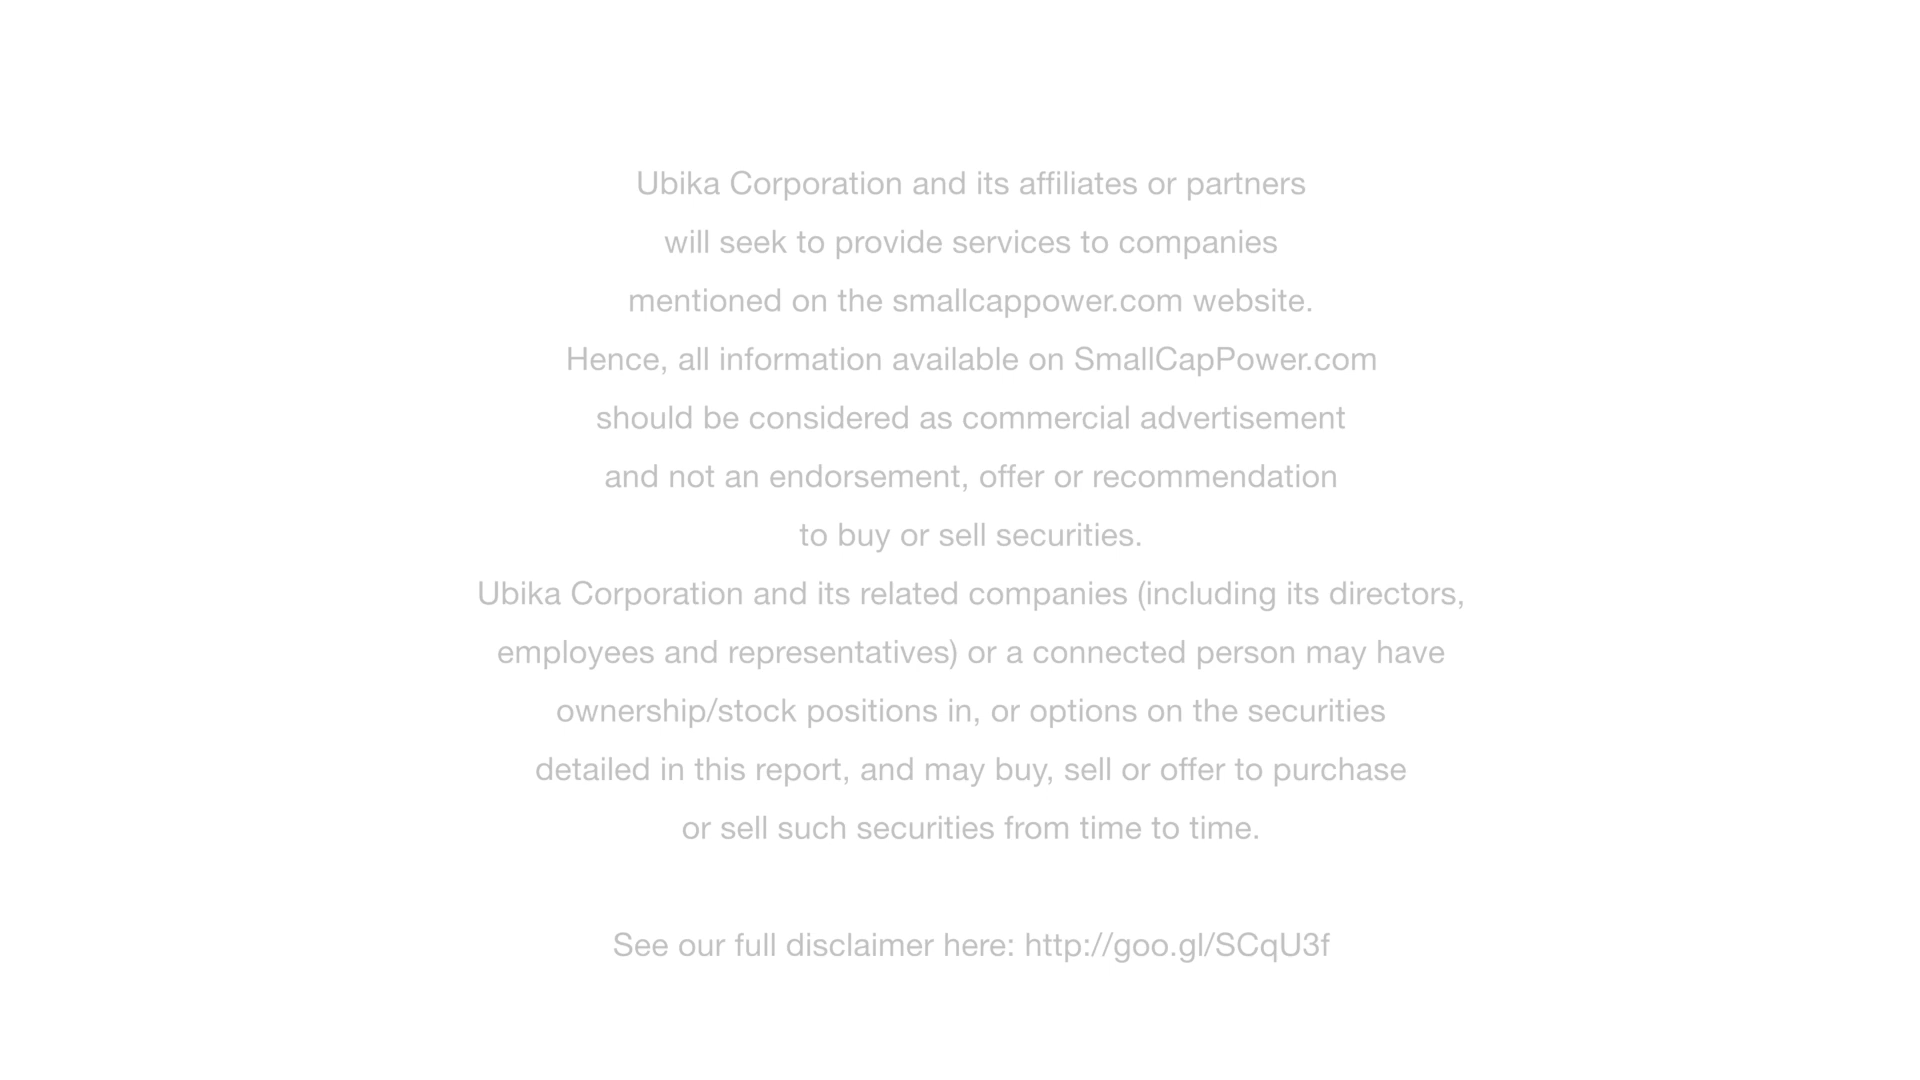 Ubika Corporation and its affiliates or partners
will seek to provide services to companies
mentioned on the smallcappower.com website.
Hence, all information available on SmallCapPower.com
should be considered as commercial advertisement
and not an endorsement, offer or recommendation
to buy or sell securities.
Ubika Corporation and its related companies (including its directors,
employees and representatives) or a connected person may have
ownership/stock positions in, or options on the securities
detailed in this report, and may buy, sell or offer to purchase
or sell such securities from time to time.
See our full disclaimer here: http://goo.gl/SCqU3f